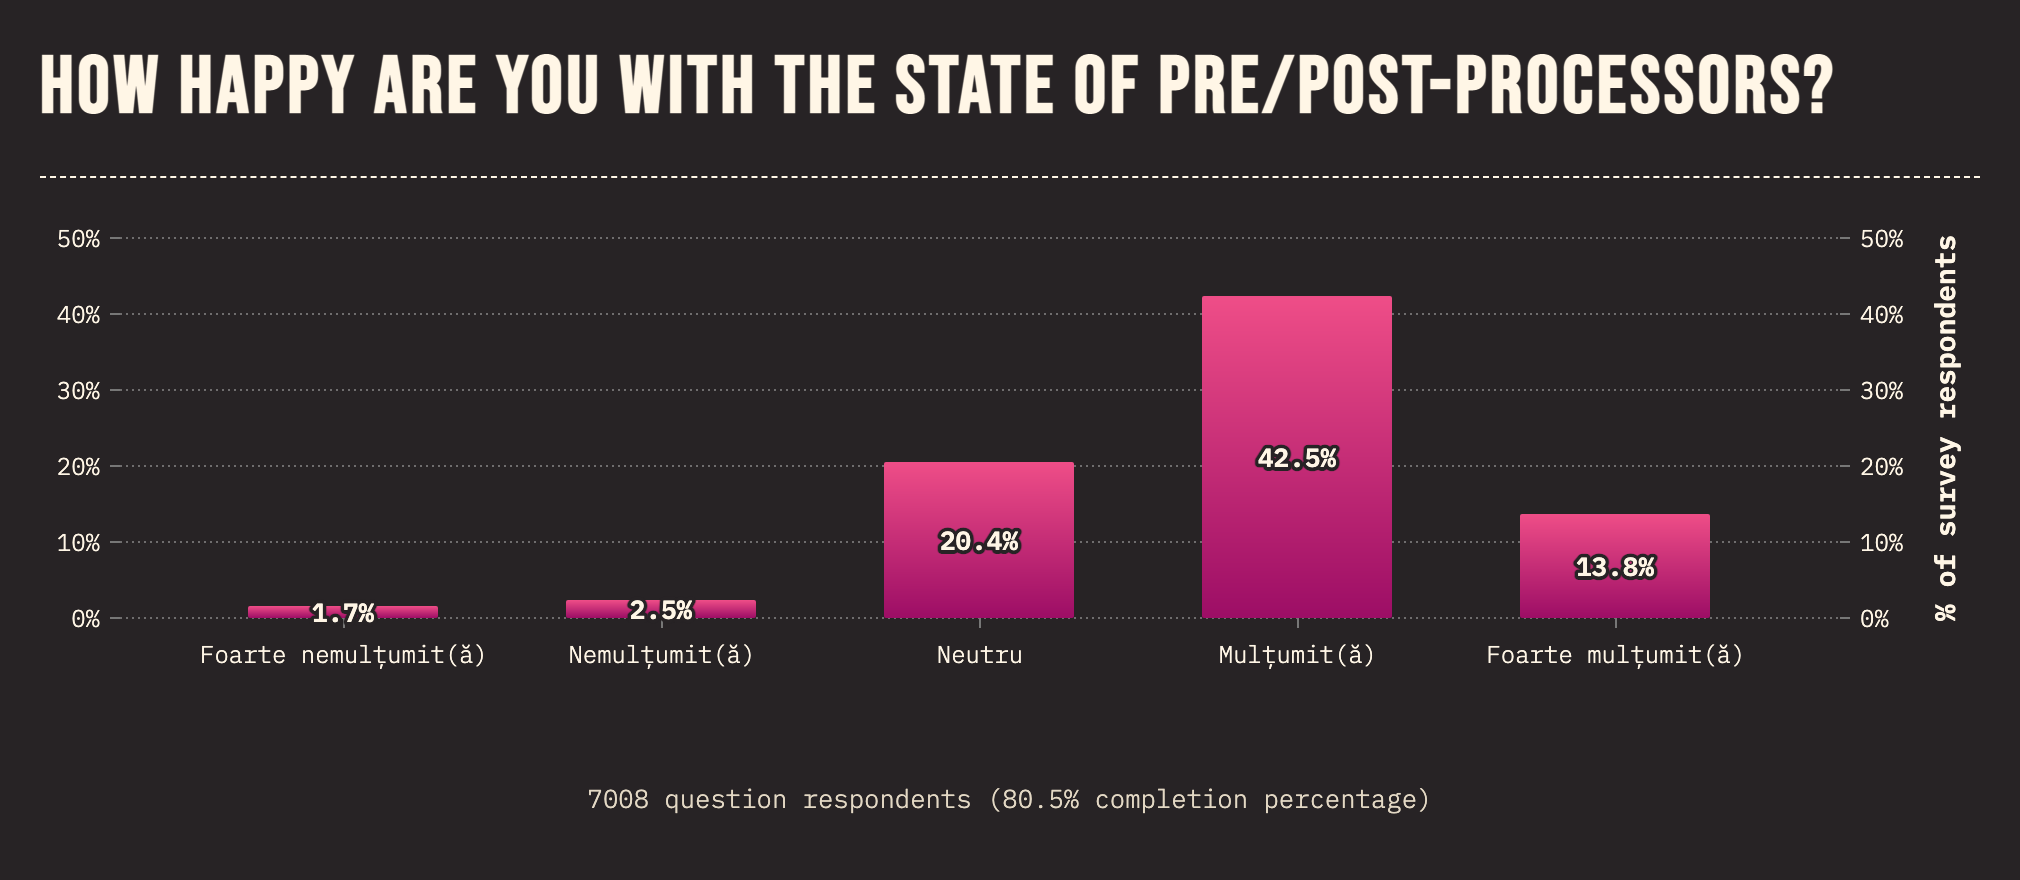 HOW HAPPY ARE YOU WITH THE STATE OF PRE/POST-PROCESSORS?
50% 50%
40% 40%
30% 30%
20% 20%
10% 10%
0% 0%
% of survey respondents
1.7% 2.5% 20.4% 42.5% 13.8%
Foarte nemulțumit(ă) Nemulțumit(ă) Neutru Mulțumit(ă) Foarte mulțumit(ă)
7008 question respondents (80.5% completion percentage)